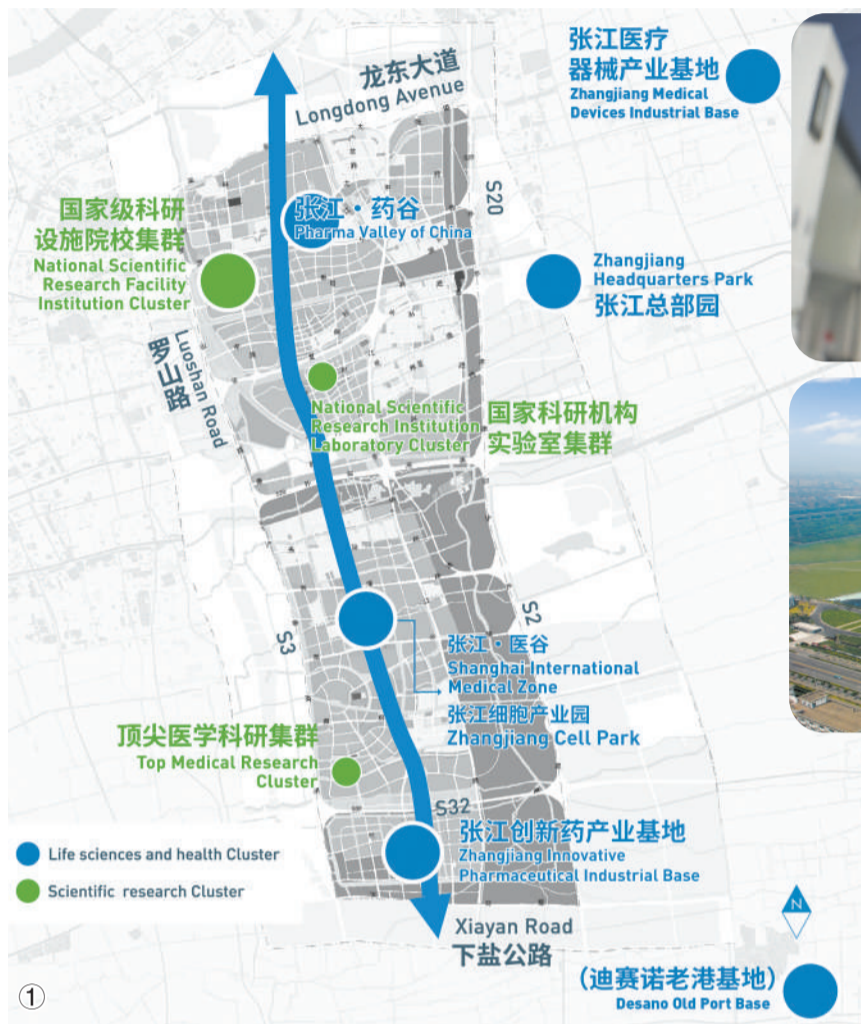 张江医疗
器械产业基地
Zhangjiang Medical
Devices Industrial Base
龙东大道
Longdong Avenue
S20
国家级科研
设施院校集群
National Scientific
Research Facility
Institution Cluster
张江·药谷
Pharma Valley of China
Zhangjiang
Headquarters Park
张江总部园
Luoshan Road
罗山路
National Scientific
Research Institution
Laboratory Cluster
国家科研机构
实验室集群
S3
S2
张江·医谷
Shanghai International
Medical Zone
张江细胞产业园
Zhangjiang Cell Park
顶尖医学科研集群
Top Medical Research
Cluster
S32
张江创新药产业基地
Zhangjiang Innovative
Pharmaceutical Industrial Base
Life sciences and health Cluster
Scientific research Cluster
N
Xiayan Road
下盐公路
(迪赛诺老港基地)
Desano Old Port Base
①